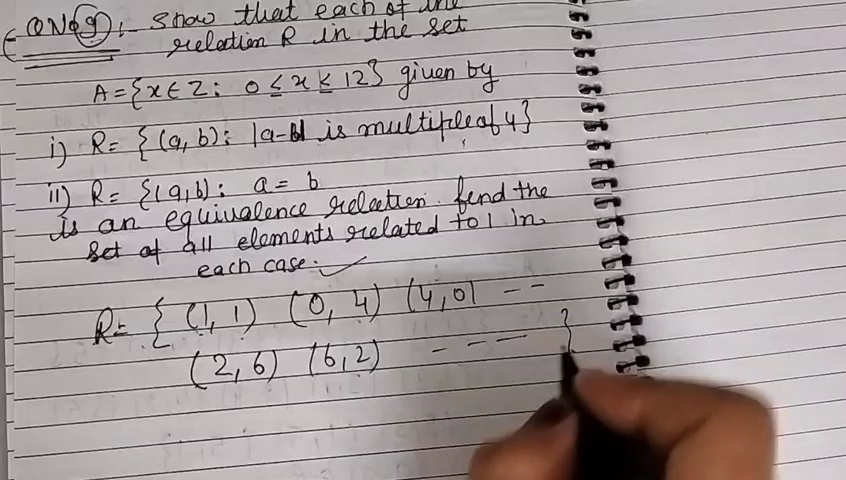 QNo 9:- Show that each of the
relation R in the set
A = {x ∈ Z : 0 ≤ x ≤ 12} given by
i) R = {(a, b) : |a-b| is multiple of 4}
ii) R = {(a, b) : a = b
is an equivalence relation. find the
set of all elements related to 1 in
each case.
R = { (1, 1) (0, 4) (4, 0) --
(2, 6) (6, 2) - --- }